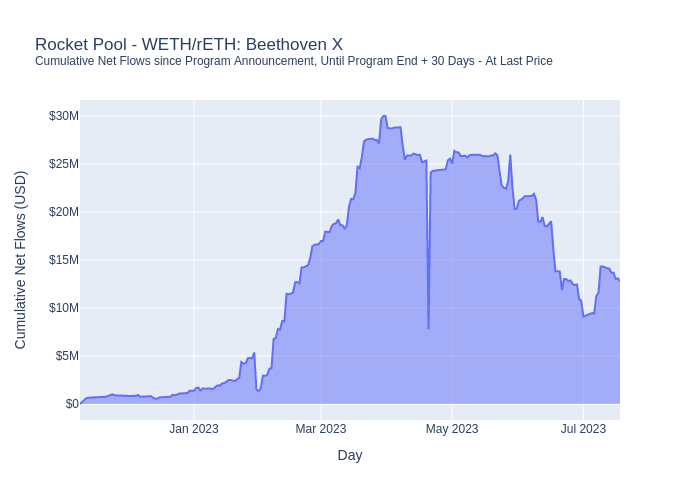 Rocket Pool - WETH/rETH: Beethoven X
Cumulative Net Flows since Program Announcement, Until Program End + 30 Days - At Last Price
Cumulative Net Flows (USD)
$30M
$25M
$20M
$15M
$10M
$5M
$0
Jan 2023
Mar 2023
May 2023
Jul 2023
Day